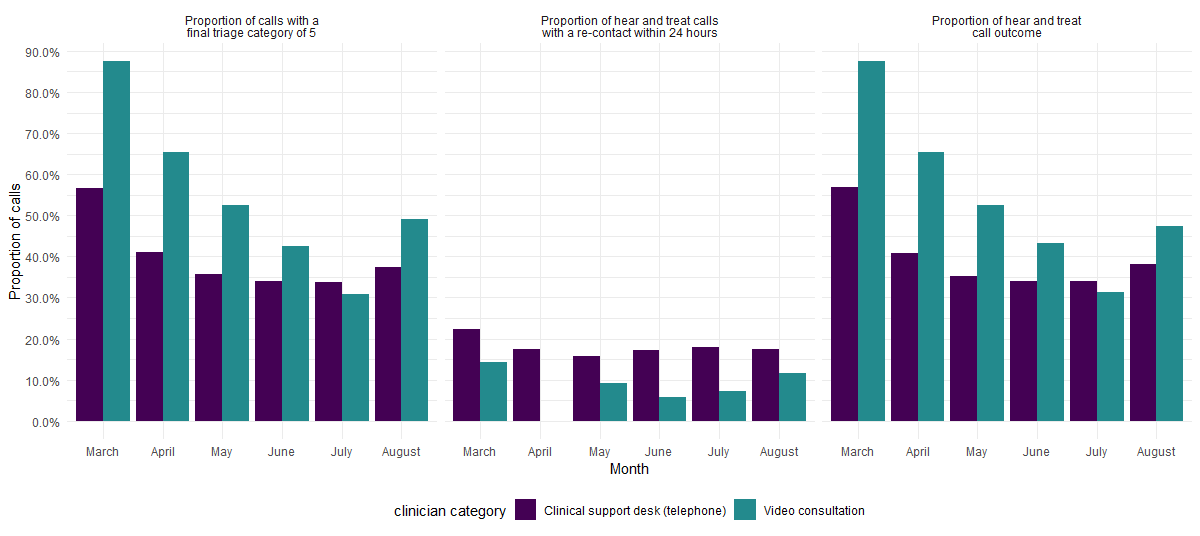 Proportion of calls with a
final triage category of 5
Proportion of hear and treat calls
with a re-contact within 24 hours
Proportion of hear and treat
call outcome
Proportion of calls
90.0%
80.0%
70.0%
60.0%
50.0%
40.0%
30.0%
20.0%
10.0%
0.0%
March April May June July August
March April May June July August
March April May June July August
Month
clinician category Clinical support desk (telephone) Video consultation